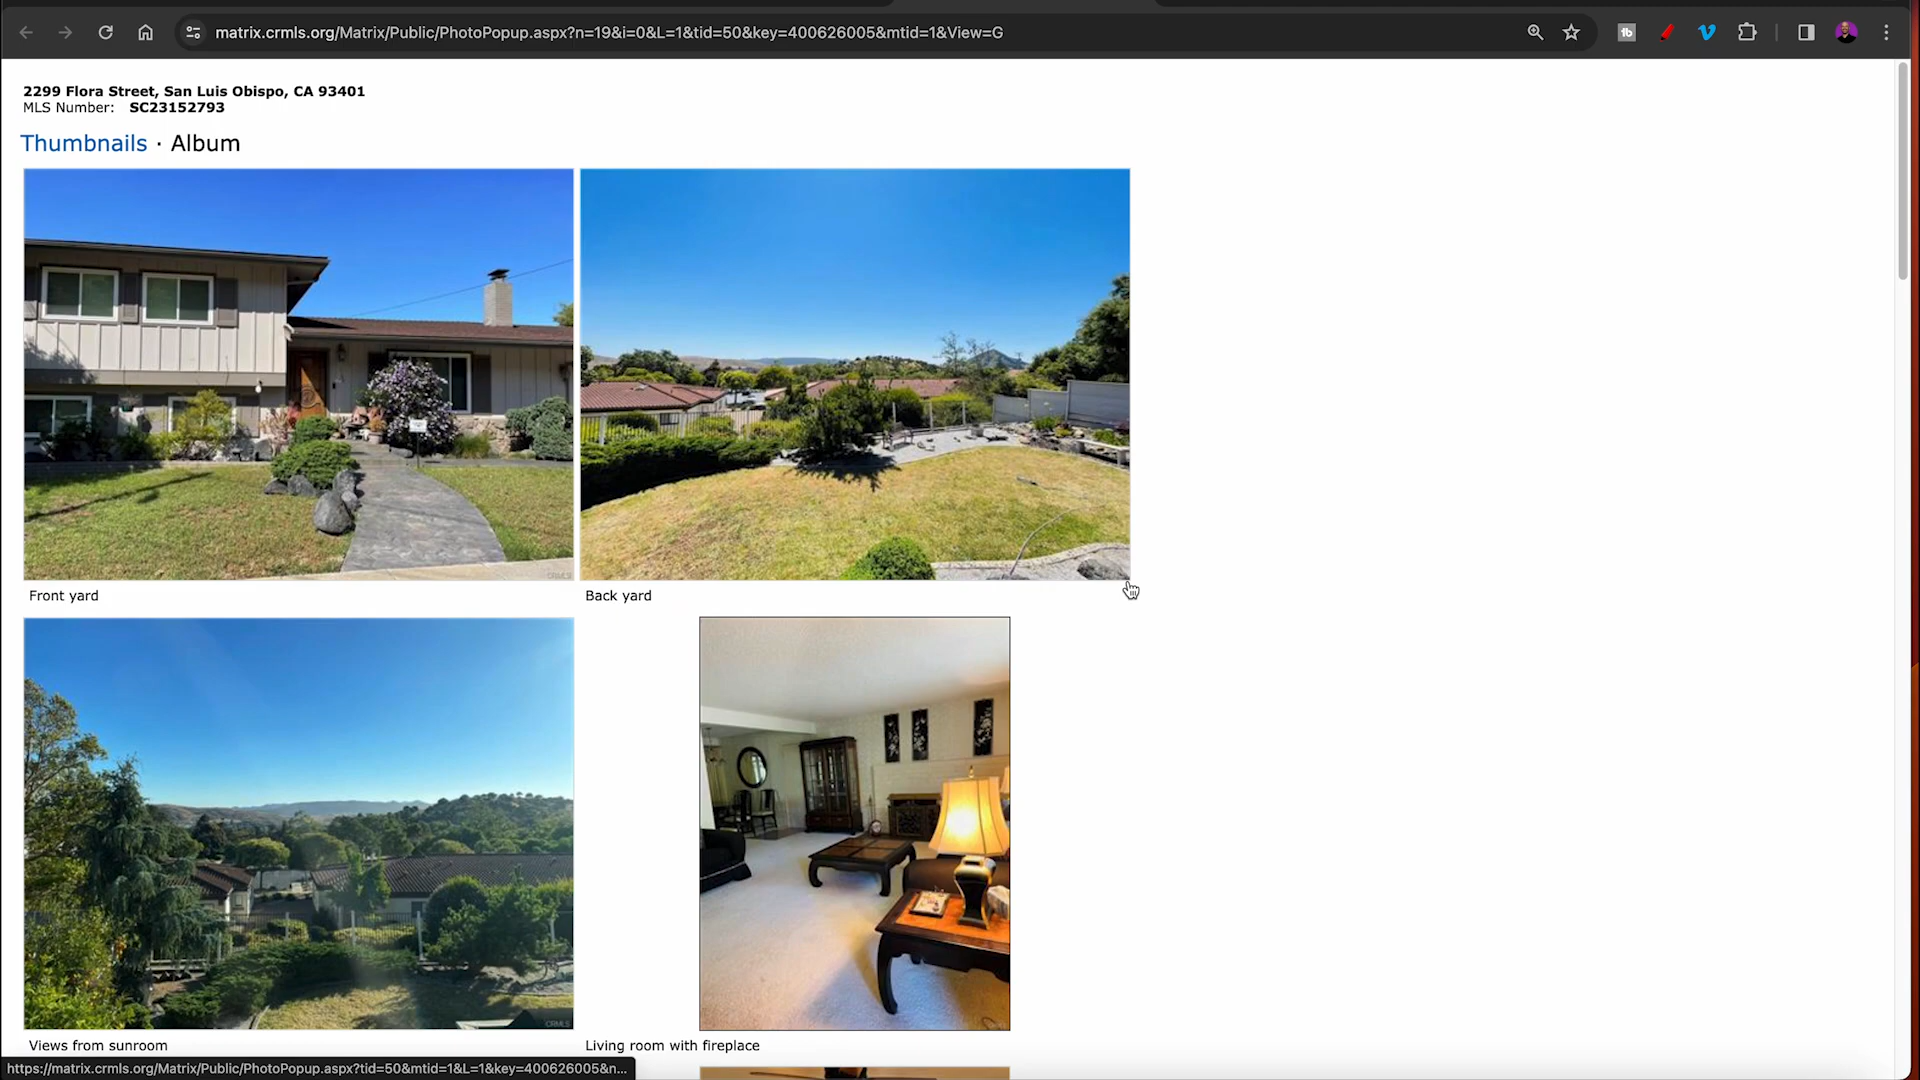 matrix.crmls.org/Matrix/Public/PhotoPopup.aspx?n=19&i=0&L=1&tid=50&key=400626005&mtid=1&View=G
2299 Flora Street, San Luis Obispo, CA 93401
MLS Number: SC23152793
Thumbnails · Album
CRMLS
Front yard
Back yard
CRMLS
Views from sunroom
Living room with fireplace
https://matrix.crmls.org/Matrix/Public/PhotoPopup.aspx?tid=50&mtid=1&L=1&key=400626005&n...